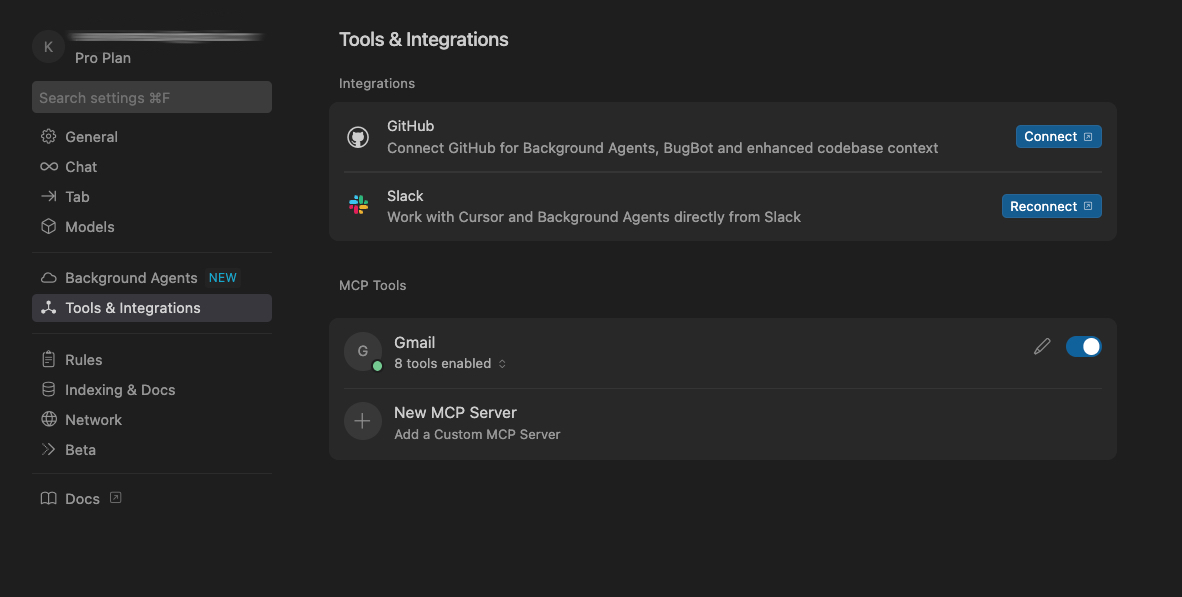 K
Pro Plan
Search settings ⌘F
General
Chat
Tab
Models
Background Agents NEW
Tools & Integrations
Rules
Indexing & Docs
Network
Beta
Docs
Tools & Integrations
Integrations
GitHub
Connect GitHub for Background Agents, BugBot and enhanced codebase context
Connect
Slack
Work with Cursor and Background Agents directly from Slack
Reconnect
MCP Tools
G
Gmail
8 tools enabled
New MCP Server
Add a Custom MCP Server